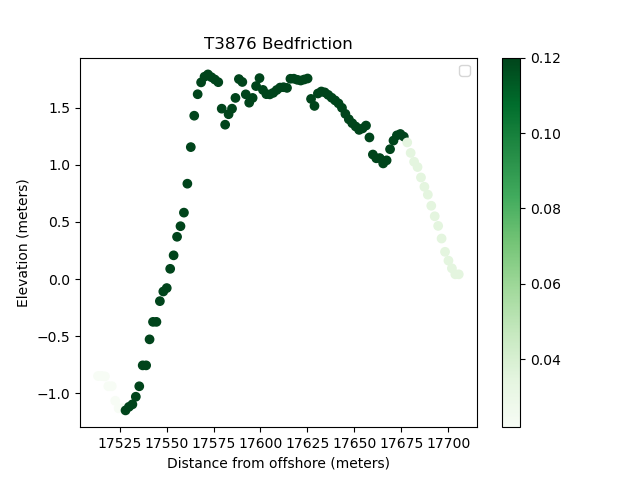 T3876 Bedfriction
0.12
1.5
0.10
1.0
0.08
0.5
0.0
0.06
−0.5
0.04
−1.0
Elevation (meters)
17525 17550 17575 17600 17625 17650 17675 17700
Distance from offshore (meters)